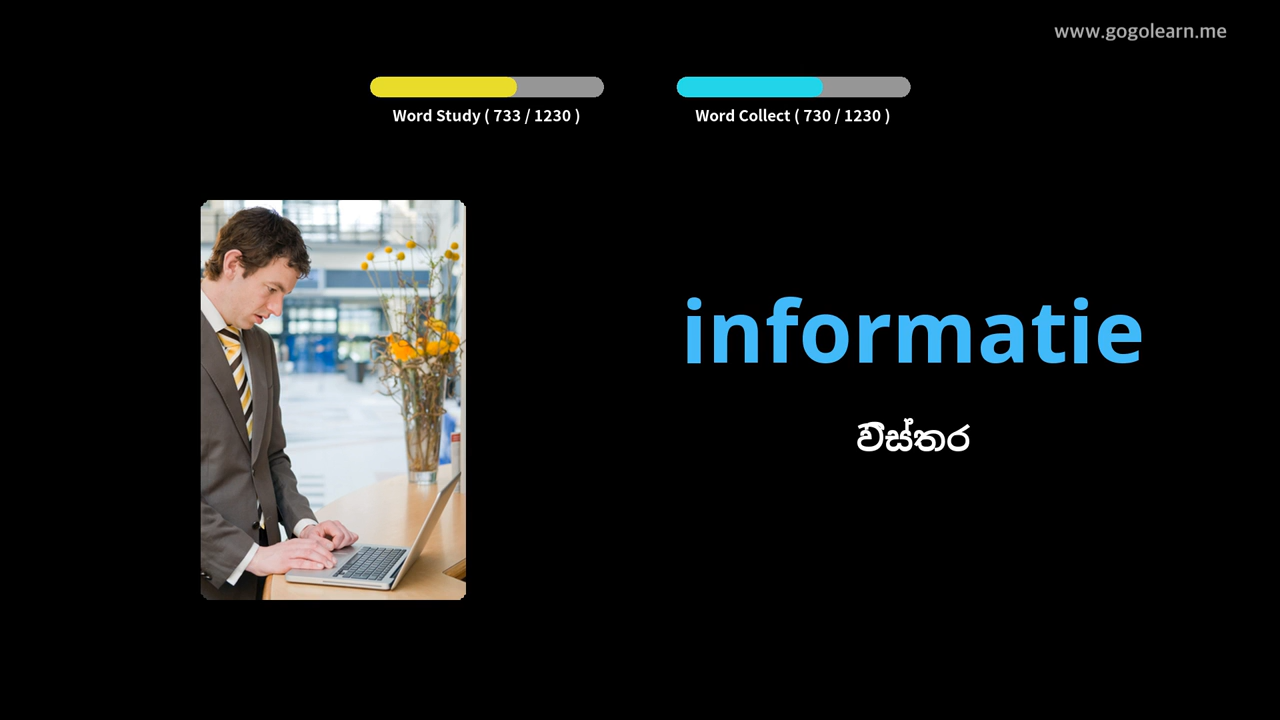 www.gogolearn.me
Word Study ( 733 / 1230 )
Word Collect ( 730 / 1230 )
informatie
විස්තර